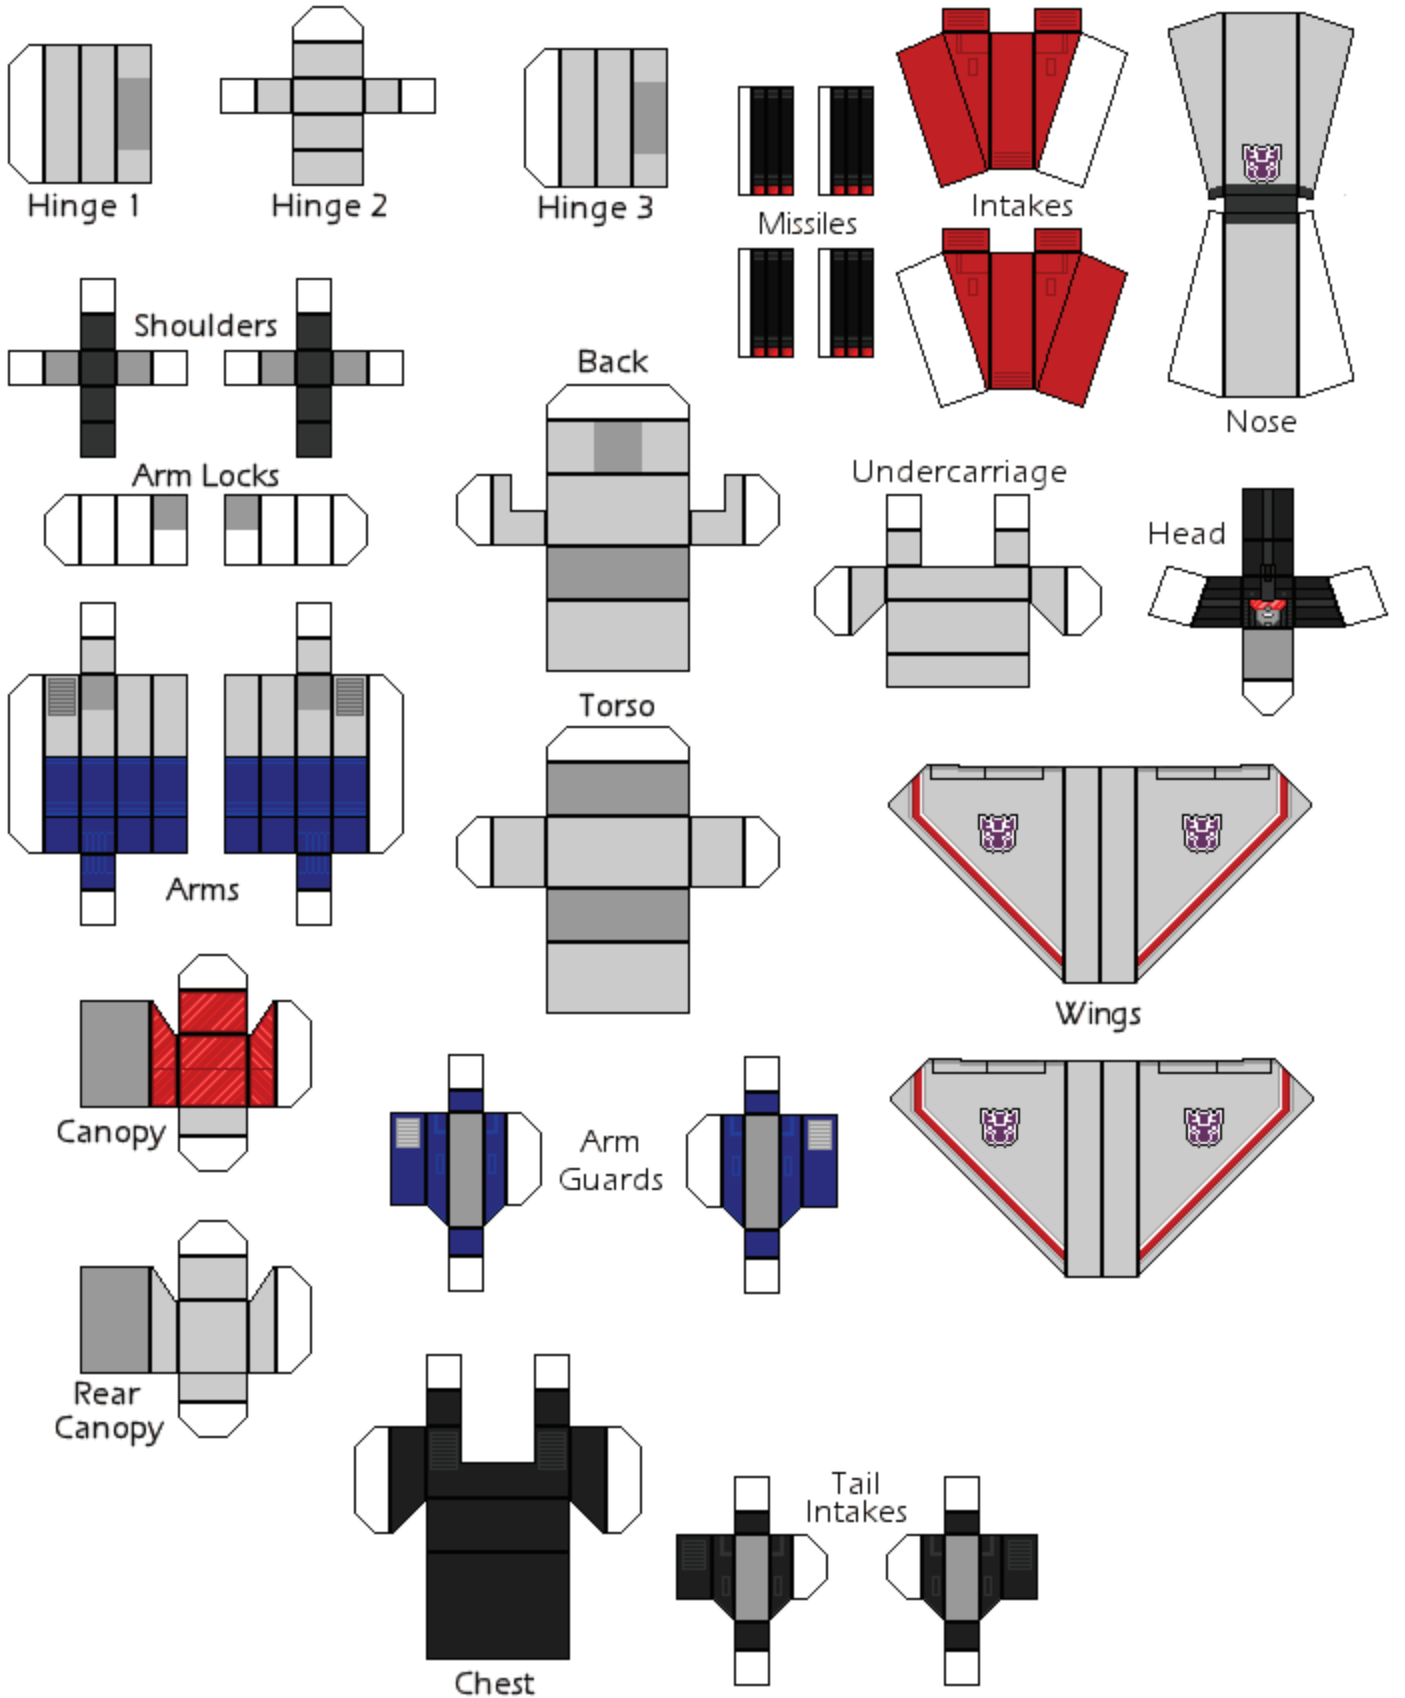 Hinge 1
Hinge 2
Hinge 3
Missiles
Intakes
Nose
Shoulders
Arm Locks
Back
Undercarriage
Head
Arms
Torso
Wings
Canopy
Arm
Guards
Rear
Canopy
Chest
Tail
Intakes